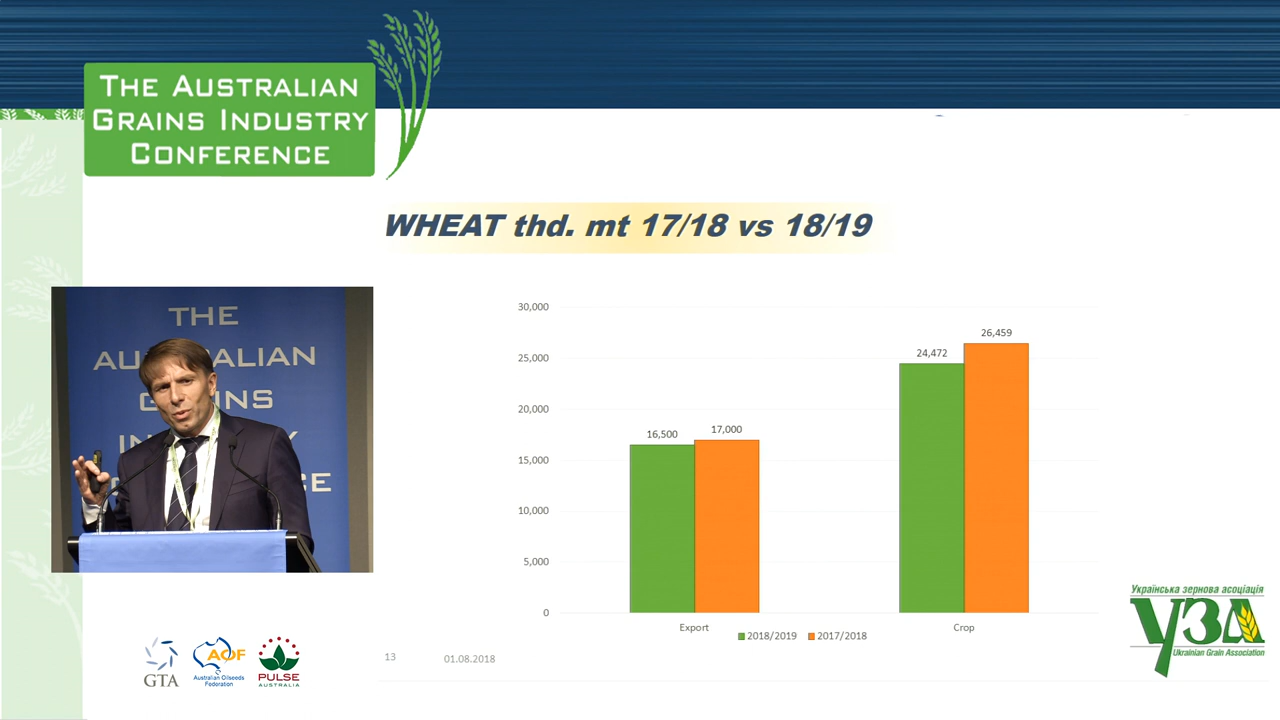 THE AUSTRALIAN
GRAINS INDUSTRY
CONFERENCE
WHEAT thd. mt 17/18 vs 18/19
THE
AUSTRALIAN
GRAINS
INDUSTRY
30,000
25,000
20,000
15,000
10,000
5,000
0
16,500
17,000
24,472
26,459
Export
Crop
2018/2019
2017/2018
GTA
AOF
Australian Oilseeds
Federation
PULSE
AUSTRALIA
13
01.08.2018
Українська зернова асоціація
УЗА
Ukrainian Grain Association